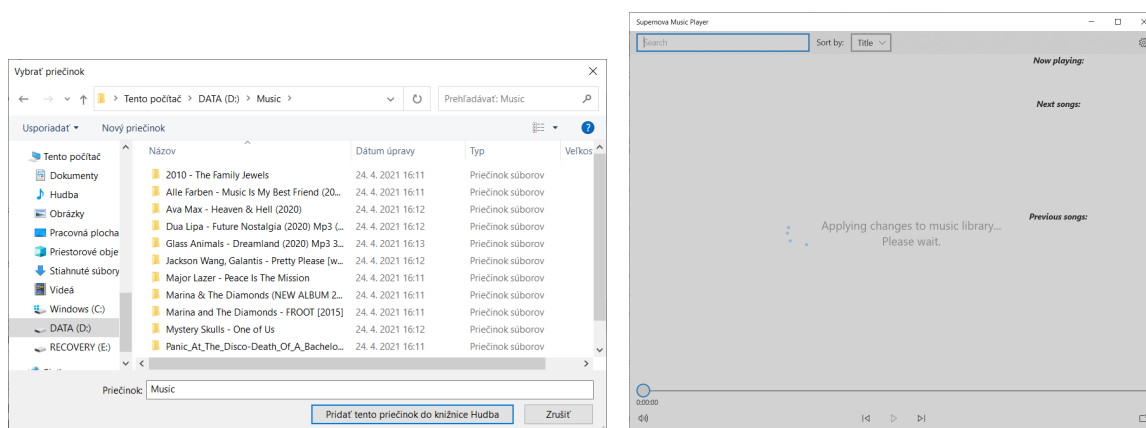 Vybrať priečinok
Tento počítač > DATA (D:) > Music >
Prehľadávať: Music
Usporiadať
Nový priečinok
Názov Dátum úpravy Typ Veľkos
Tento počítač
Dokumenty
Hudba
Obrázky
Pracovná plocha
Priestorové obje
Stiahnuté súbory
Videá
Windows (C:)
DATA (D:)
RECOVERY (E:)
2010 - The Family Jewels 24. 4. 2021 16:11 Priečinok súborov
Alle Farben - Music Is My Best Friend (20... 24. 4. 2021 16:11 Priečinok súborov
Ava Max - Heaven & Hell (2020) 24. 4. 2021 16:12 Priečinok súborov
Dua Lipa - Future Nostalgia (2020) Mp3 (... 24. 4. 2021 16:12 Priečinok súborov
Glass Animals - Dreamland (2020) Mp3 3... 24. 4. 2021 16:13 Priečinok súborov
Jackson Wang, Galantis - Pretty Please [w... 24. 4. 2021 16:12 Priečinok súborov
Major Lazer - Peace Is The Mission 24. 4. 2021 16:11 Priečinok súborov
Marina & The Diamonds (NEW ALBUM 2... 24. 4. 2021 16:11 Priečinok súborov
Marina and The Diamonds - FROOT [2015] 24. 4. 2021 16:11 Priečinok súborov
Mystery Skulls - One of Us 24. 4. 2021 16:12 Priečinok súborov
Panic_At_The_Disco-Death_Of_A_Bachelo... 24. 4. 2021 16:11 Priečinok súborov
Priečinok: Music
Pridať tento priečinok do knižnice Hudba
Zrušiť
Supernova Music Player
Search
Sort by: Title
Now playing:
Next songs:
Previous songs:
Applying changes to music library...
Please wait.
0:00:00